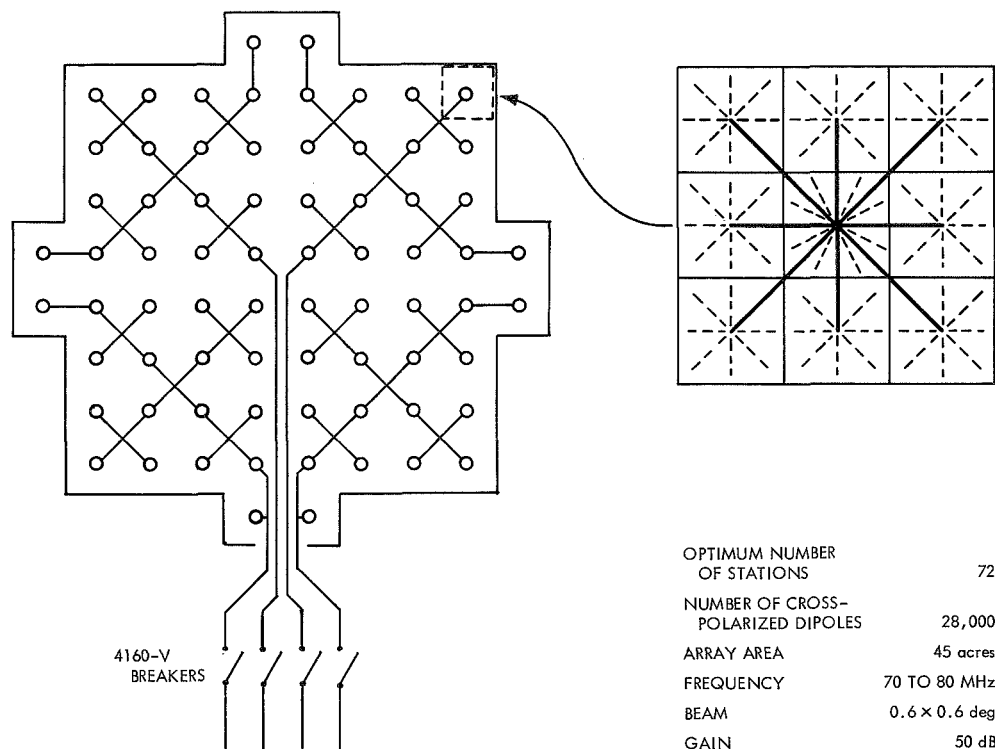 4160-V
BREAKERS
OPTIMUM NUMBER
OF STATIONS 72
NUMBER OF CROSS-
POLARIZED DIPOLES 28,000
ARRAY AREA 45 acres
FREQUENCY 70 TO 80 MHz
BEAM 0.6 × 0.6 deg
GAIN 50 dB